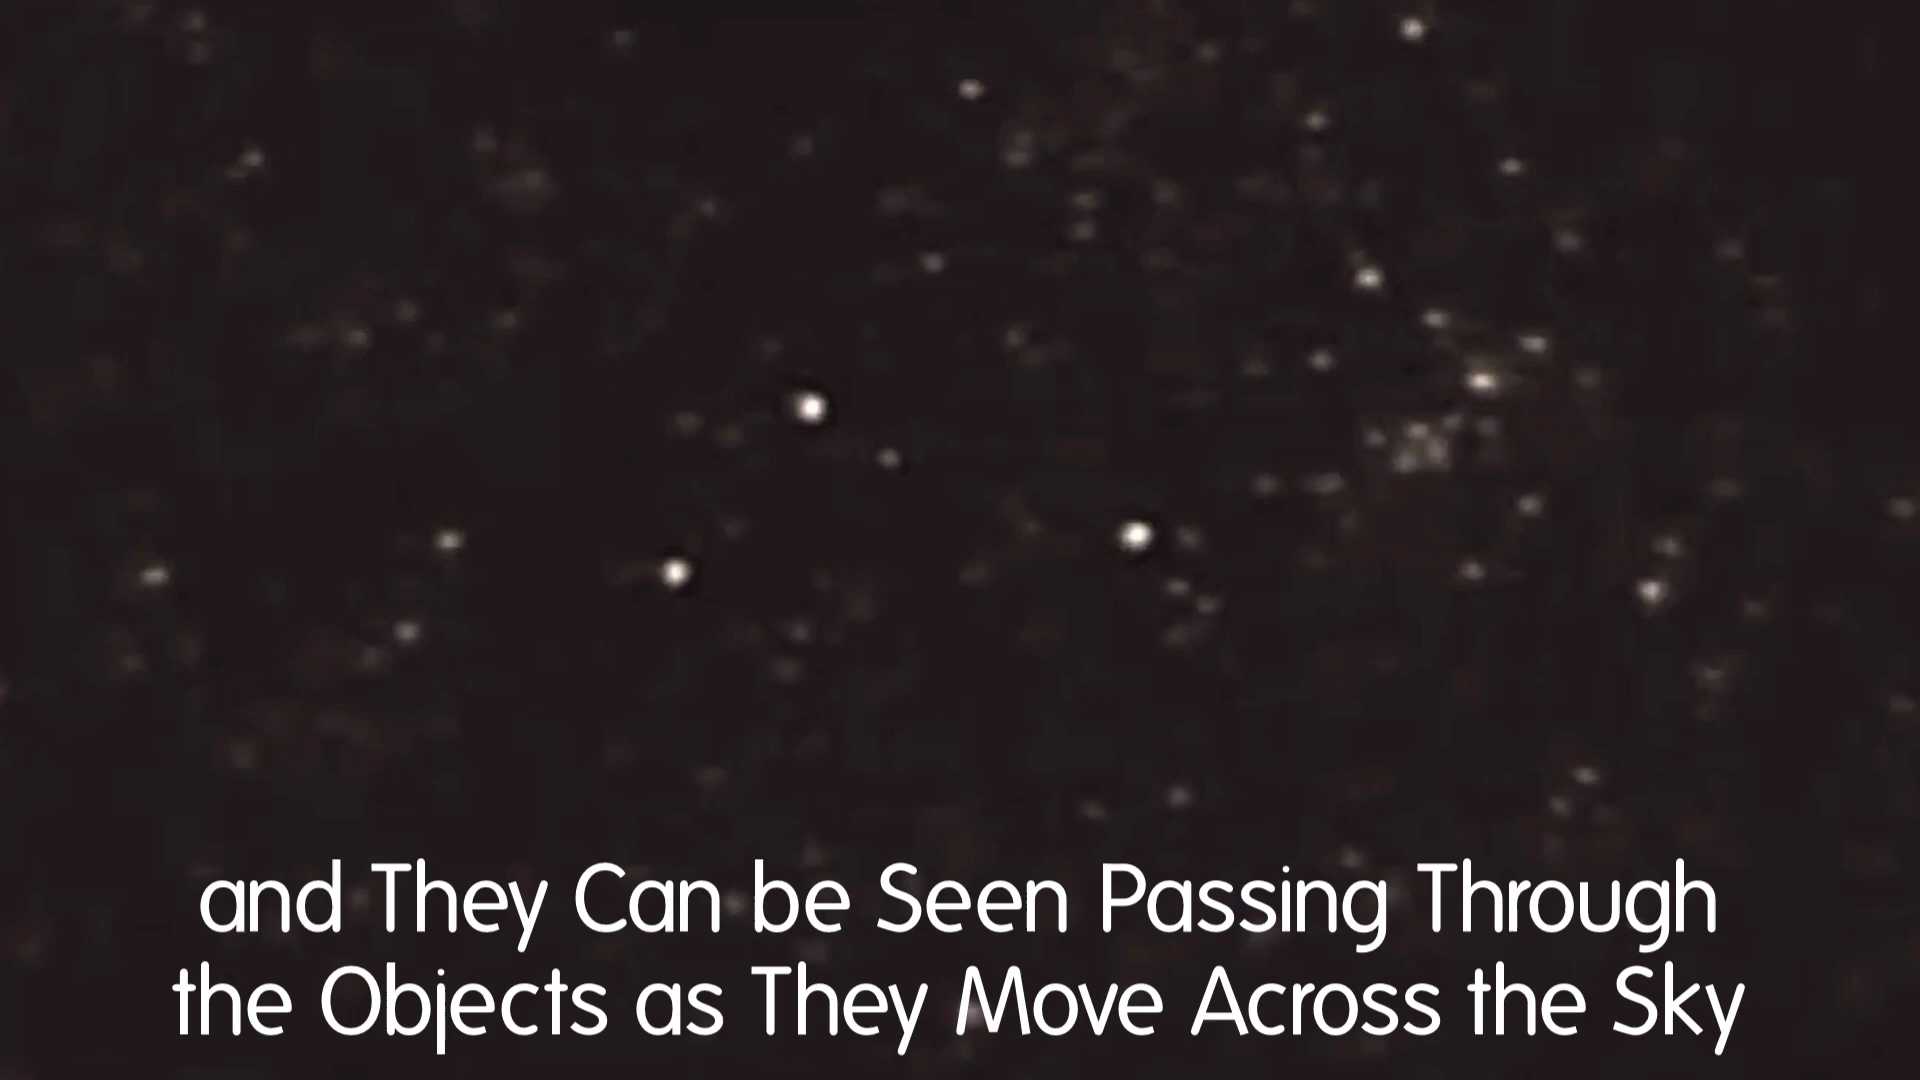 and They Can be Seen Passing Through
the Objects as They Move Across the Sky